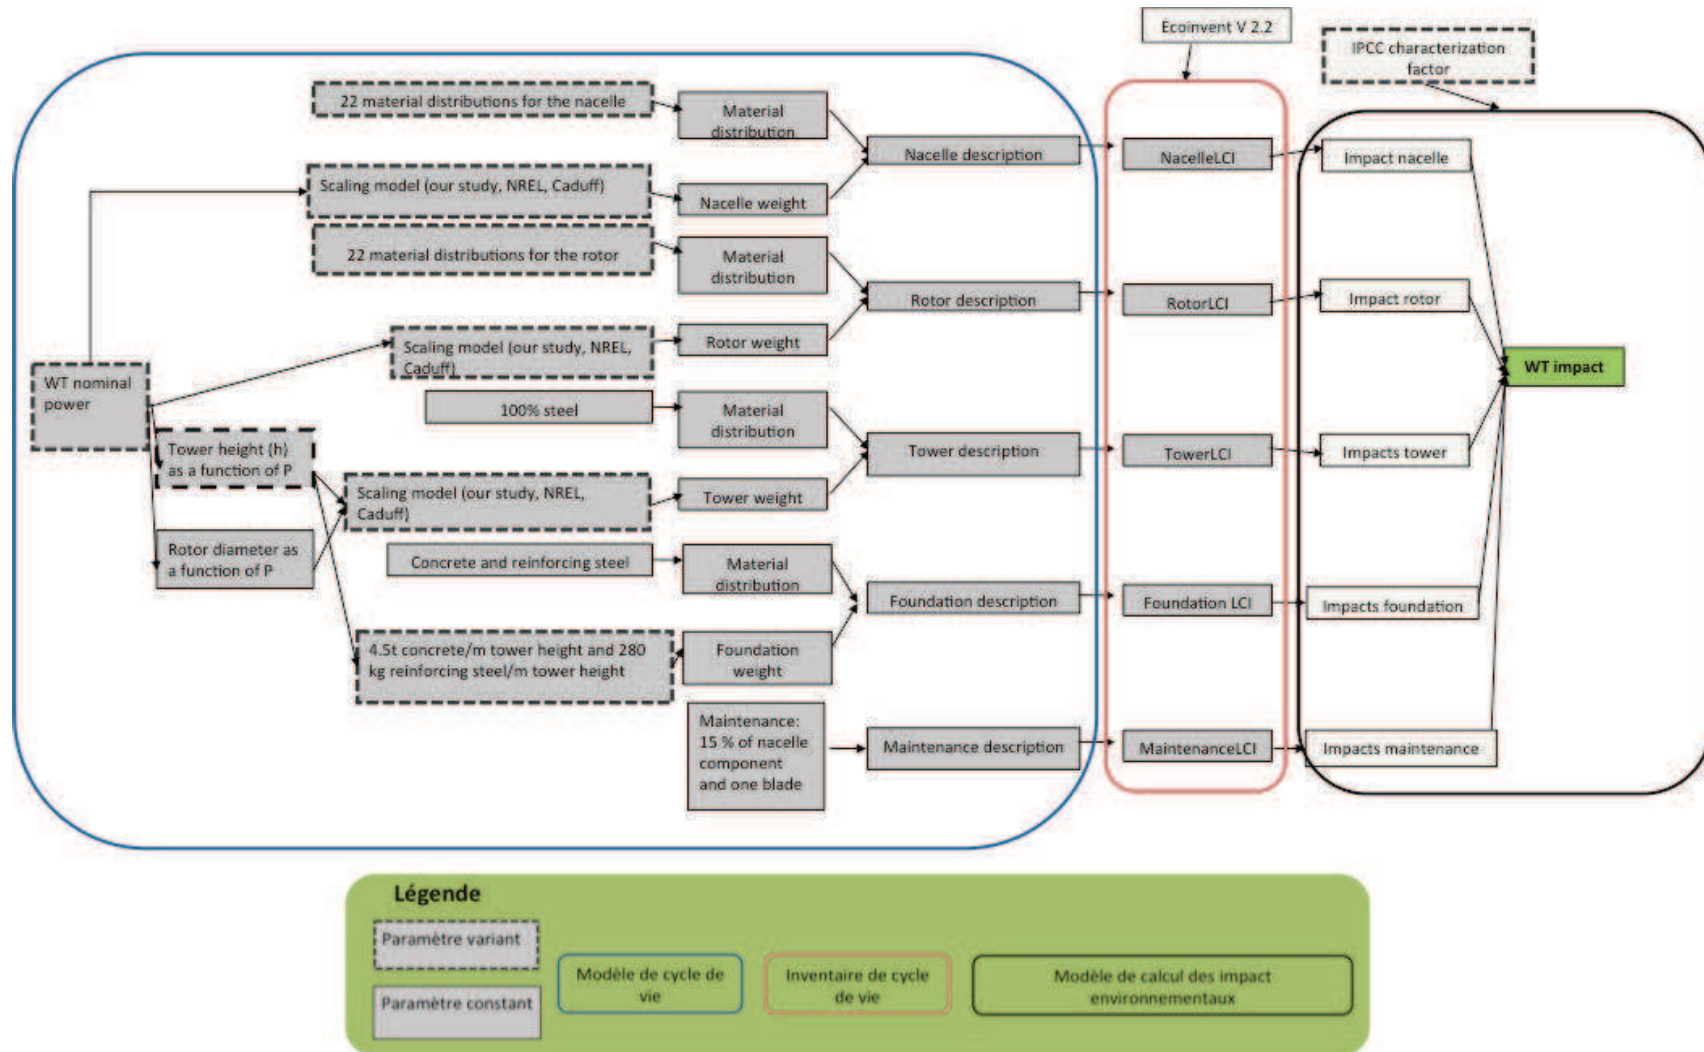 Ecoinvent V 2.2
IPCC characterization
factor
22 material distributions for the nacelle
Material
distribution
Nacelle description
NacelleLCI
Impact nacelle
Scaling model (our study, NREL, Caduff)
Nacelle weight
22 material distributions for the rotor
Material
distribution
Rotor description
RotorLCI
Impact rotor
Scaling model (our study, NREL,
Caduff)
Rotor weight
WT nominal
power
WT impact
100% steel
Material
distribution
Tower height (h)
as a function of P
Tower description
TowerLCI
Impacts tower
Scaling model (our study, NREL,
Caduff)
Tower weight
Rotor diameter as
a function of P
Concrete and reinforcing steel
Material
distribution
Foundation description
Foundation LCI
Impacts foundation
4.5t concrete/m tower height and 280
kg reinforcing steel/m tower height
Foundation
weight
Maintenance:
15 % of nacelle
component
and one blade
Maintenance description
MaintenanceLCI
Impacts maintenance
Légende
Paramètre variant
Paramètre constant
Modèle de cycle de
vie
Inventaire de cycle
de vie
Modèle de calcul des impact
environnementaux